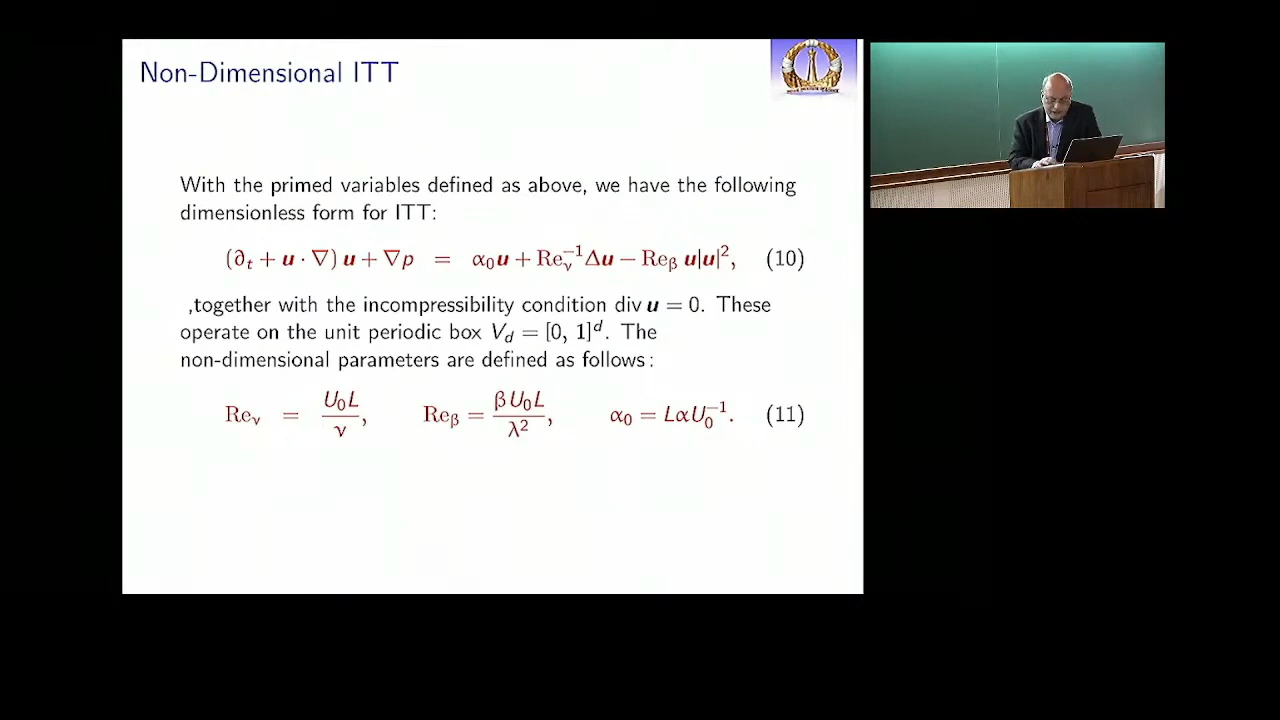 Non-Dimensional ITT
With the primed variables defined as above, we have the following
dimensionless form for ITT:
(∂ₜ + u · ∇) u + ∇p = α₀u + Re_ν⁻¹Δu − Re_β u|u|², (10)
,together with the incompressibility condition div u = 0. These
operate on the unit periodic box V_d = [0, 1]^d. The
non-dimensional parameters are defined as follows:
Re_ν = U₀L/ν, Re_β = βU₀L/λ², α₀ = LαU₀⁻¹. (11)